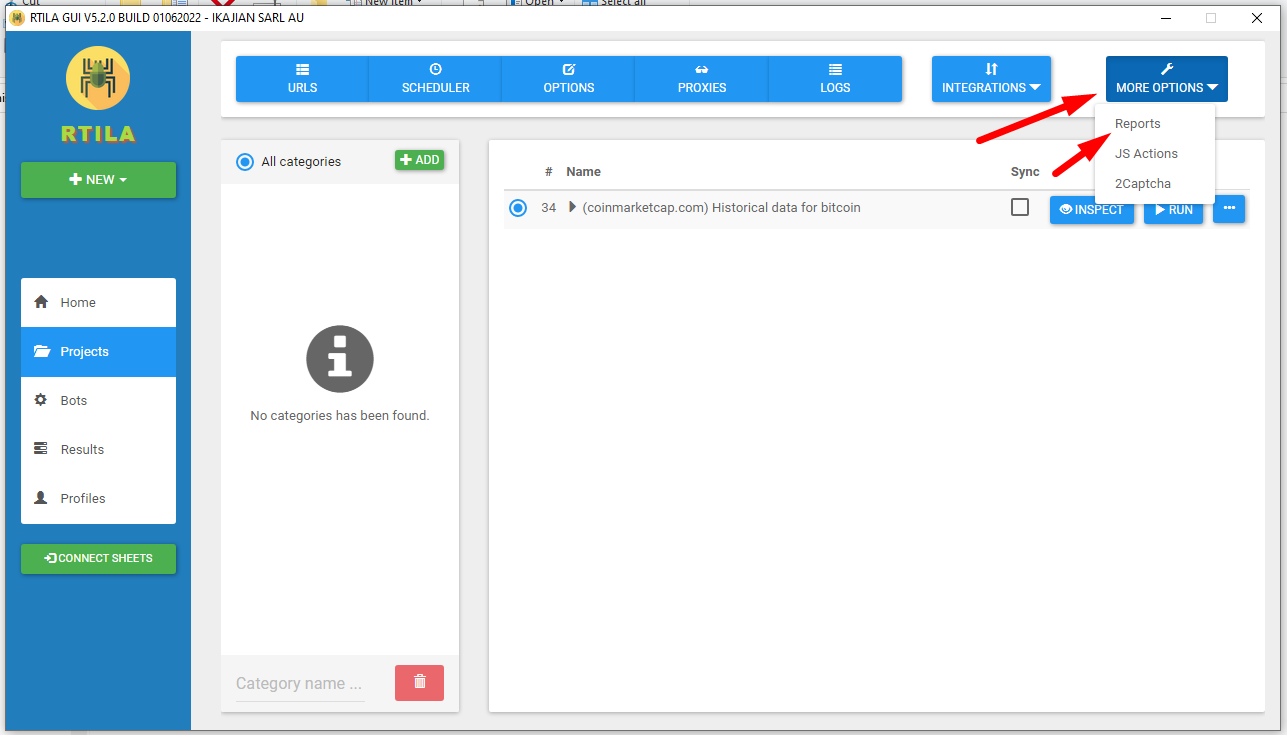 Cut
New item
Open
Select all
RTILA GUI V5.2.0 BUILD 01062022 - IKAJIAN SARL AU
RTILA
NEW
Home
Projects
Bots
Results
Profiles
CONNECT SHEETS
URLS
SCHEDULER
OPTIONS
PROXIES
LOGS
INTEGRATIONS
MORE OPTIONS
Reports
JS Actions
2Captcha
All categories
ADD
No categories has been found.
Category name ...
# Name Sync
34 (coinmarketcap.com) Historical data for bitcoin
INSPECT
RUN
...